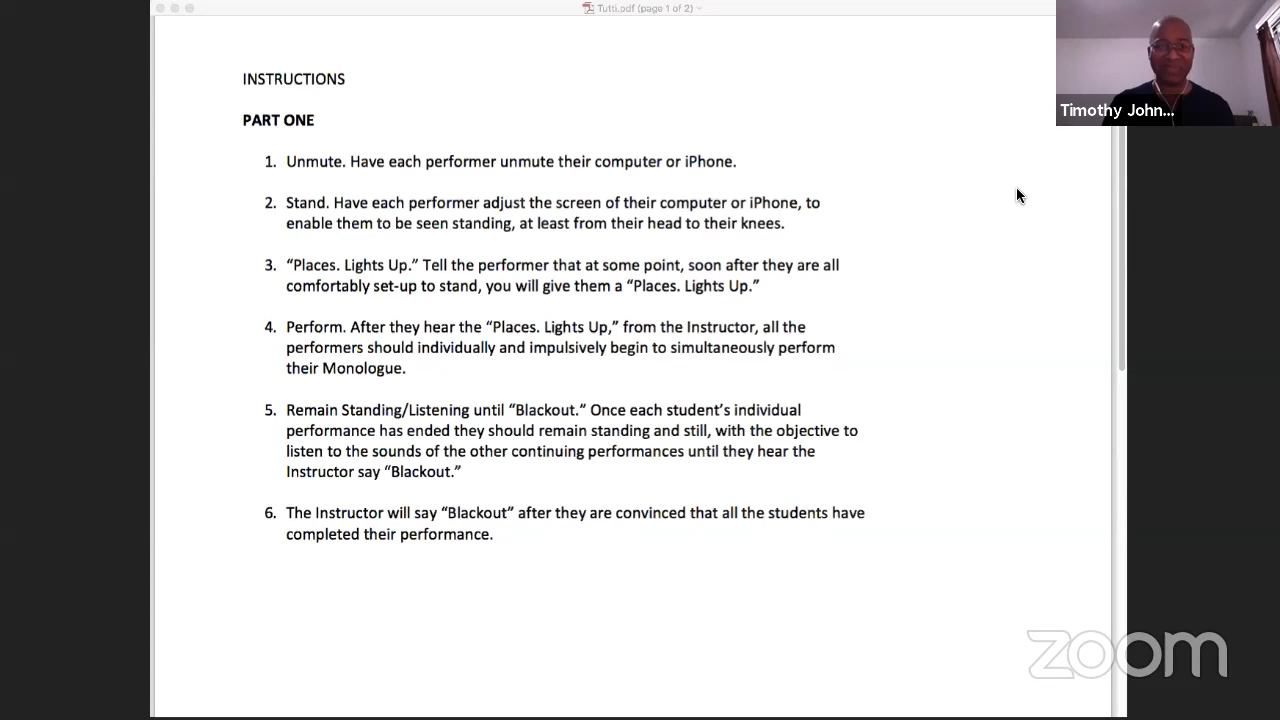 Tutti.pdf (page 1 of 2)
Timothy John...
INSTRUCTIONS
PART ONE
1. Unmute. Have each performer unmute their computer or iPhone.
2. Stand. Have each performer adjust the screen of their computer or iPhone, to
enable them to be seen standing, at least from their head to their knees.
3. “Places. Lights Up.” Tell the performer that at some point, soon after they are all
comfortably set-up to stand, you will give them a “Places. Lights Up.”
4. Perform. After they hear the “Places. Lights Up,” from the Instructor, all the
performers should individually and impulsively begin to simultaneously perform
their Monologue.
5. Remain Standing/Listening until “Blackout.” Once each student’s individual
performance has ended they should remain standing and still, with the objective to
listen to the sounds of the other continuing performances until they hear the
Instructor say “Blackout.”
6. The Instructor will say “Blackout” after they are convinced that all the students have
completed their performance.
zoom